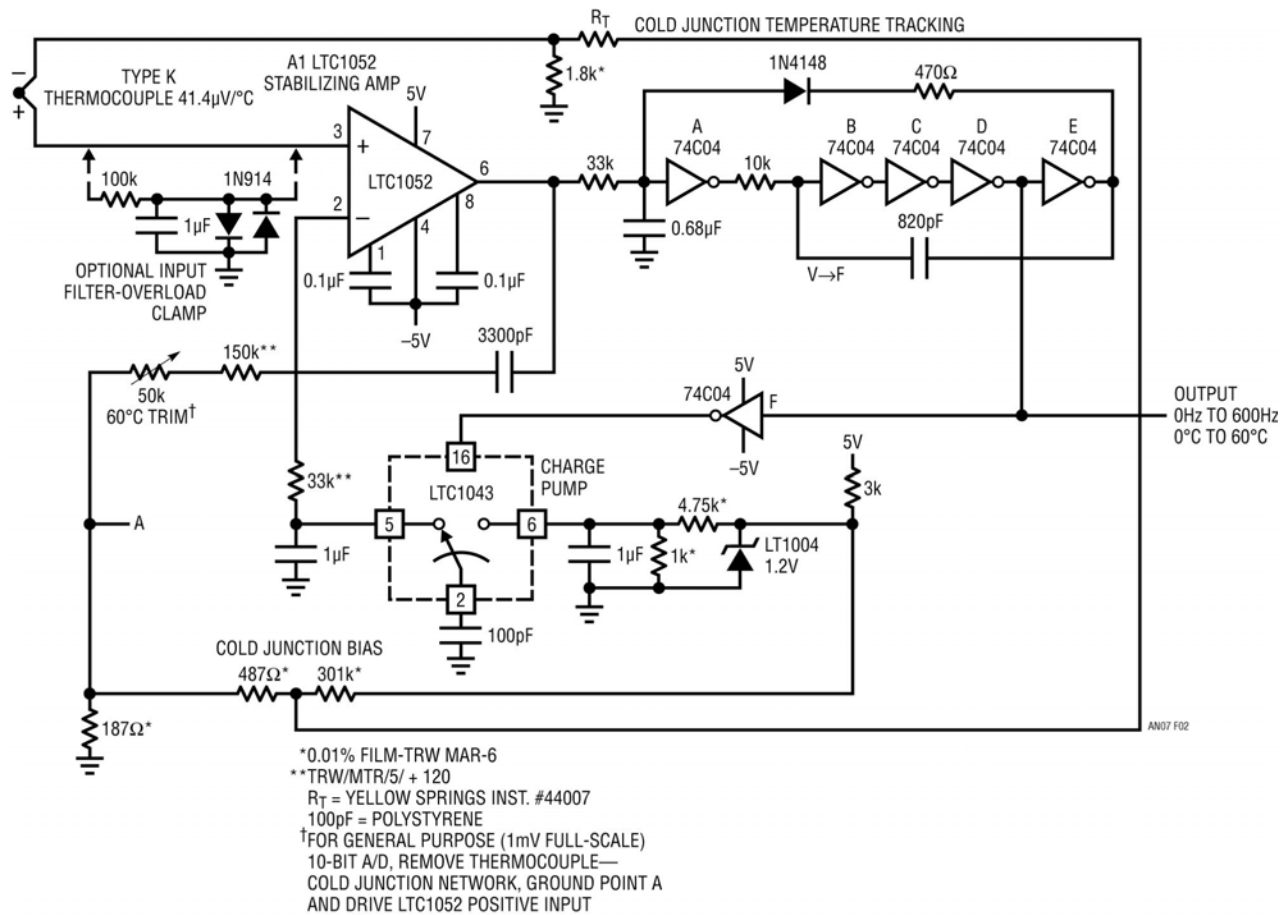 R_T
COLD JUNCTION TEMPERATURE TRACKING
–
+
TYPE K
THERMOCOUPLE 41.4μV/°C
A1 LTC1052
STABILIZING AMP
5V
1.8k*
1N4148
470Ω
3
+
7
LTC1052
6
2
–
8
4
1
33k
A
74C04
10k
B
74C04
C
74C04
D
74C04
E
74C04
100k
1N914
1μF
OPTIONAL INPUT
FILTER-OVERLOAD
CLAMP
0.1μF
0.1μF
–5V
0.68μF
820pF
V→F
3300pF
150k**
50k
60°C TRIM†
74C04
5V
F
–5V
OUTPUT
0Hz TO 600Hz
0°C TO 60°C
33k**
16
LTC1043
CHARGE
PUMP
5V
3k
4.75k*
A
5
6
1μF
1μF
1k*
LT1004
1.2V
2
100pF
COLD JUNCTION BIAS
487Ω*
301k*
187Ω*
AN07 F02
*0.01% FILM-TRW MAR-6
**TRW/MTR/5/ + 120
R_T = YELLOW SPRINGS INST. #44007
100pF = POLYSTYRENE
†FOR GENERAL PURPOSE (1mV FULL-SCALE)
10-BIT A/D, REMOVE THERMOCOUPLE—
COLD JUNCTION NETWORK, GROUND POINT A
AND DRIVE LTC1052 POSITIVE INPUT